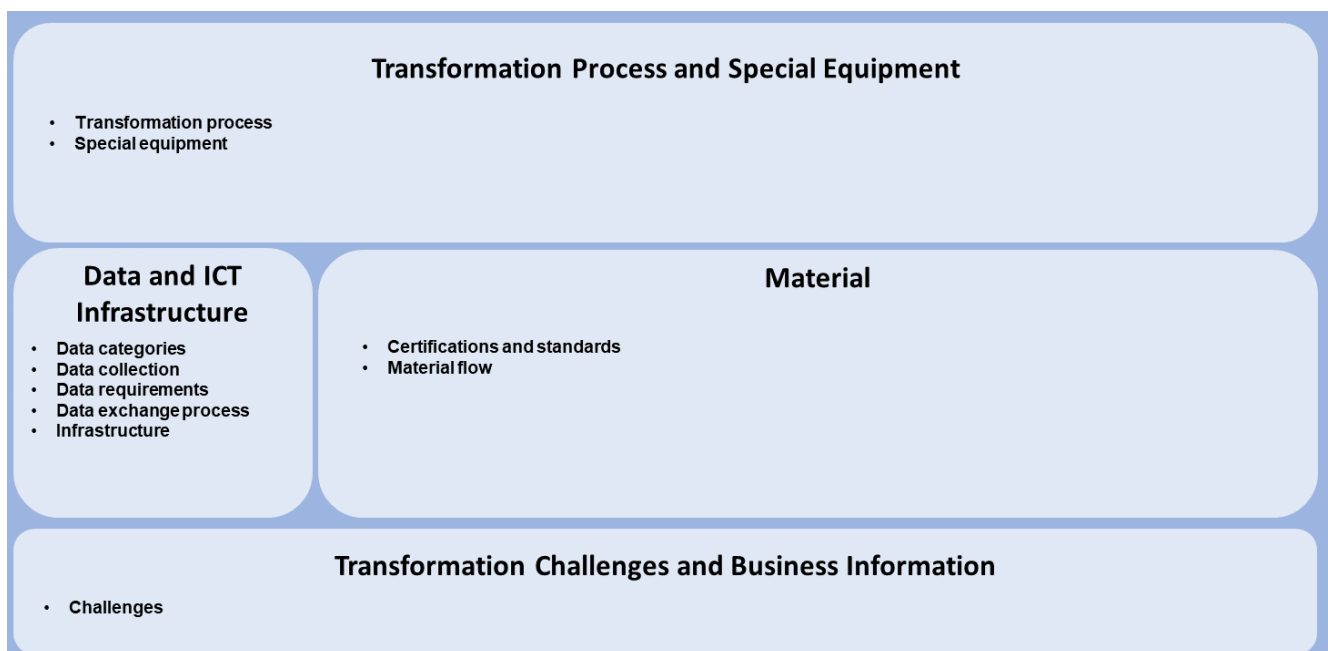 Transformation Process and Special Equipment
• Transformation process
• Special equipment
Data and ICT
Infrastructure
• Data categories
• Data collection
• Data requirements
• Data exchange process
• Infrastructure
Material
• Certifications and standards
• Material flow
Transformation Challenges and Business Information
• Challenges